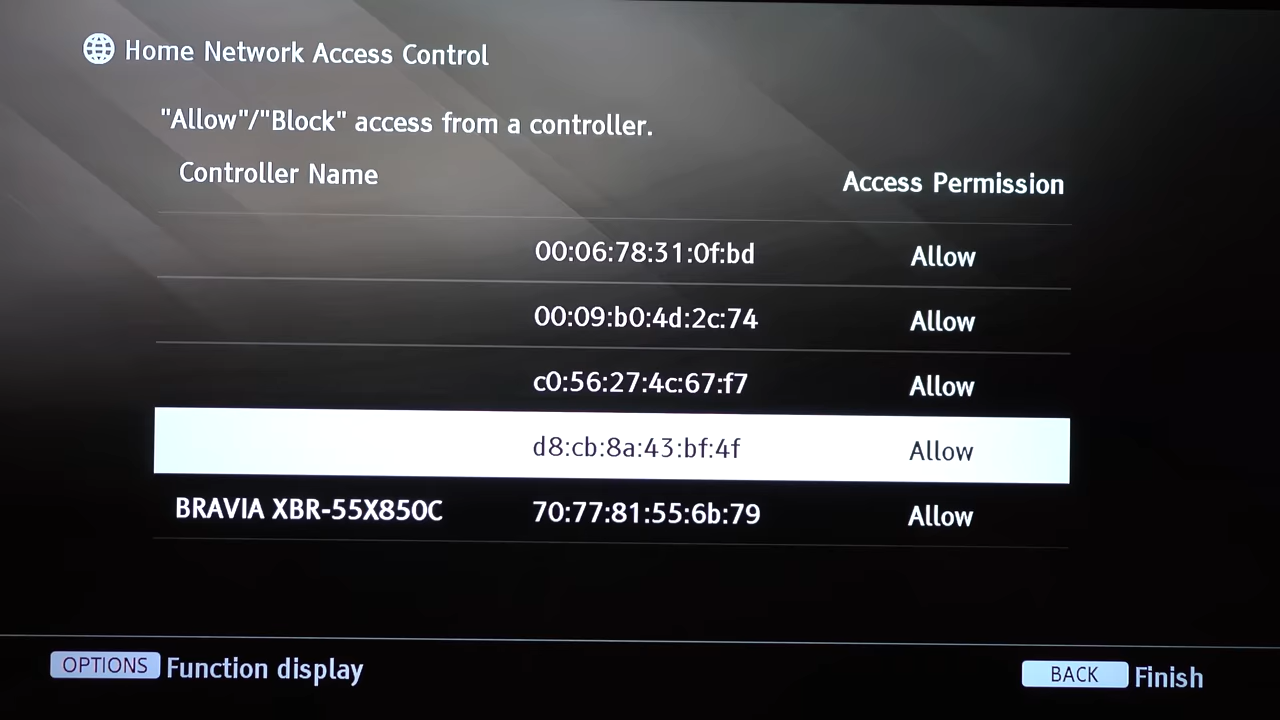 Home Network Access Control
"Allow"/"Block" access from a controller.
Controller Name Access Permission
00:06:78:31:0f:bd Allow
00:09:b0:4d:2c:74 Allow
c0:56:27:4c:67:f7 Allow
d8:cb:8a:43:bf:4f Allow
BRAVIA XBR-55X850C 70:77:81:55:6b:79 Allow
OPTIONS Function display BACK Finish